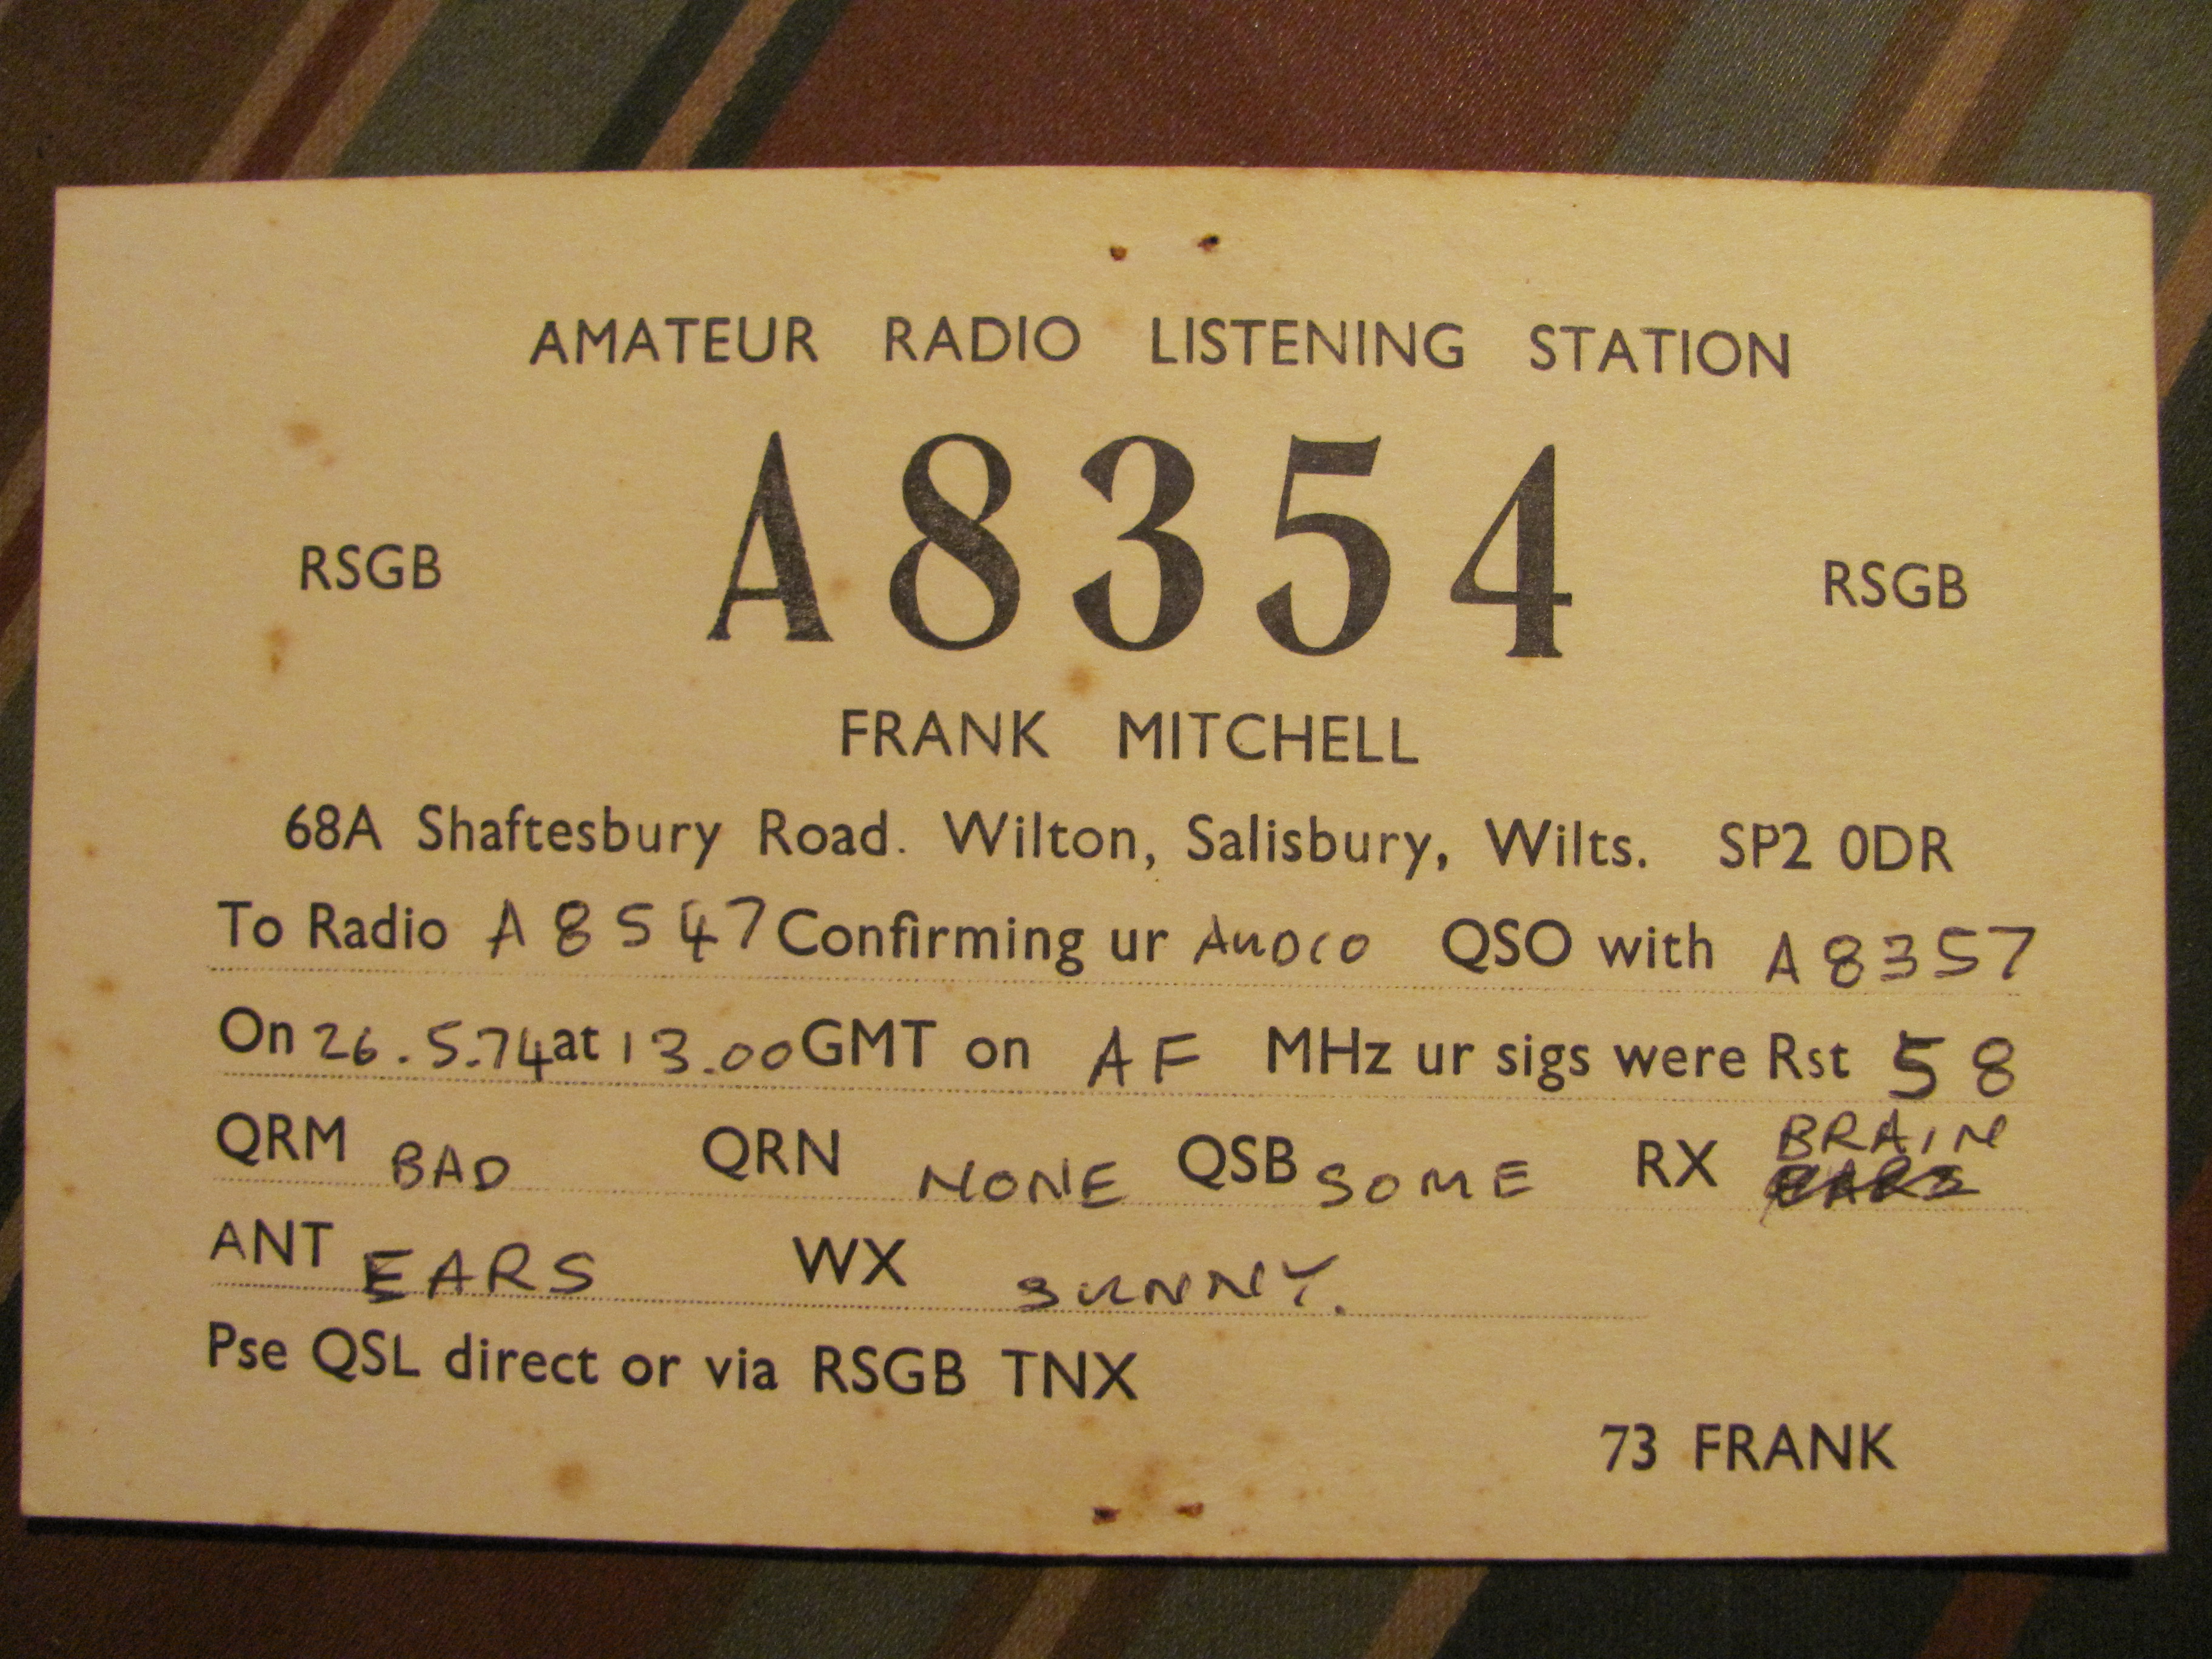 AMATEUR RADIO LISTENING STATION
RSGB A8354 RSGB
FRANK MITCHELL
68A Shaftesbury Road. Wilton, Salisbury, Wilts. SP2 0DR
To Radio A8547 Confirming ur QSO with A8357
On 26.5.74 at 13.00 GMT on AF MHz ur sigs were Rst 58
QRM BAD QRN NONE QSB SOME RX BRAIN
ANT EARS WX SUNNY.
Pse QSL direct or via RSGB TNX
73 FRANK